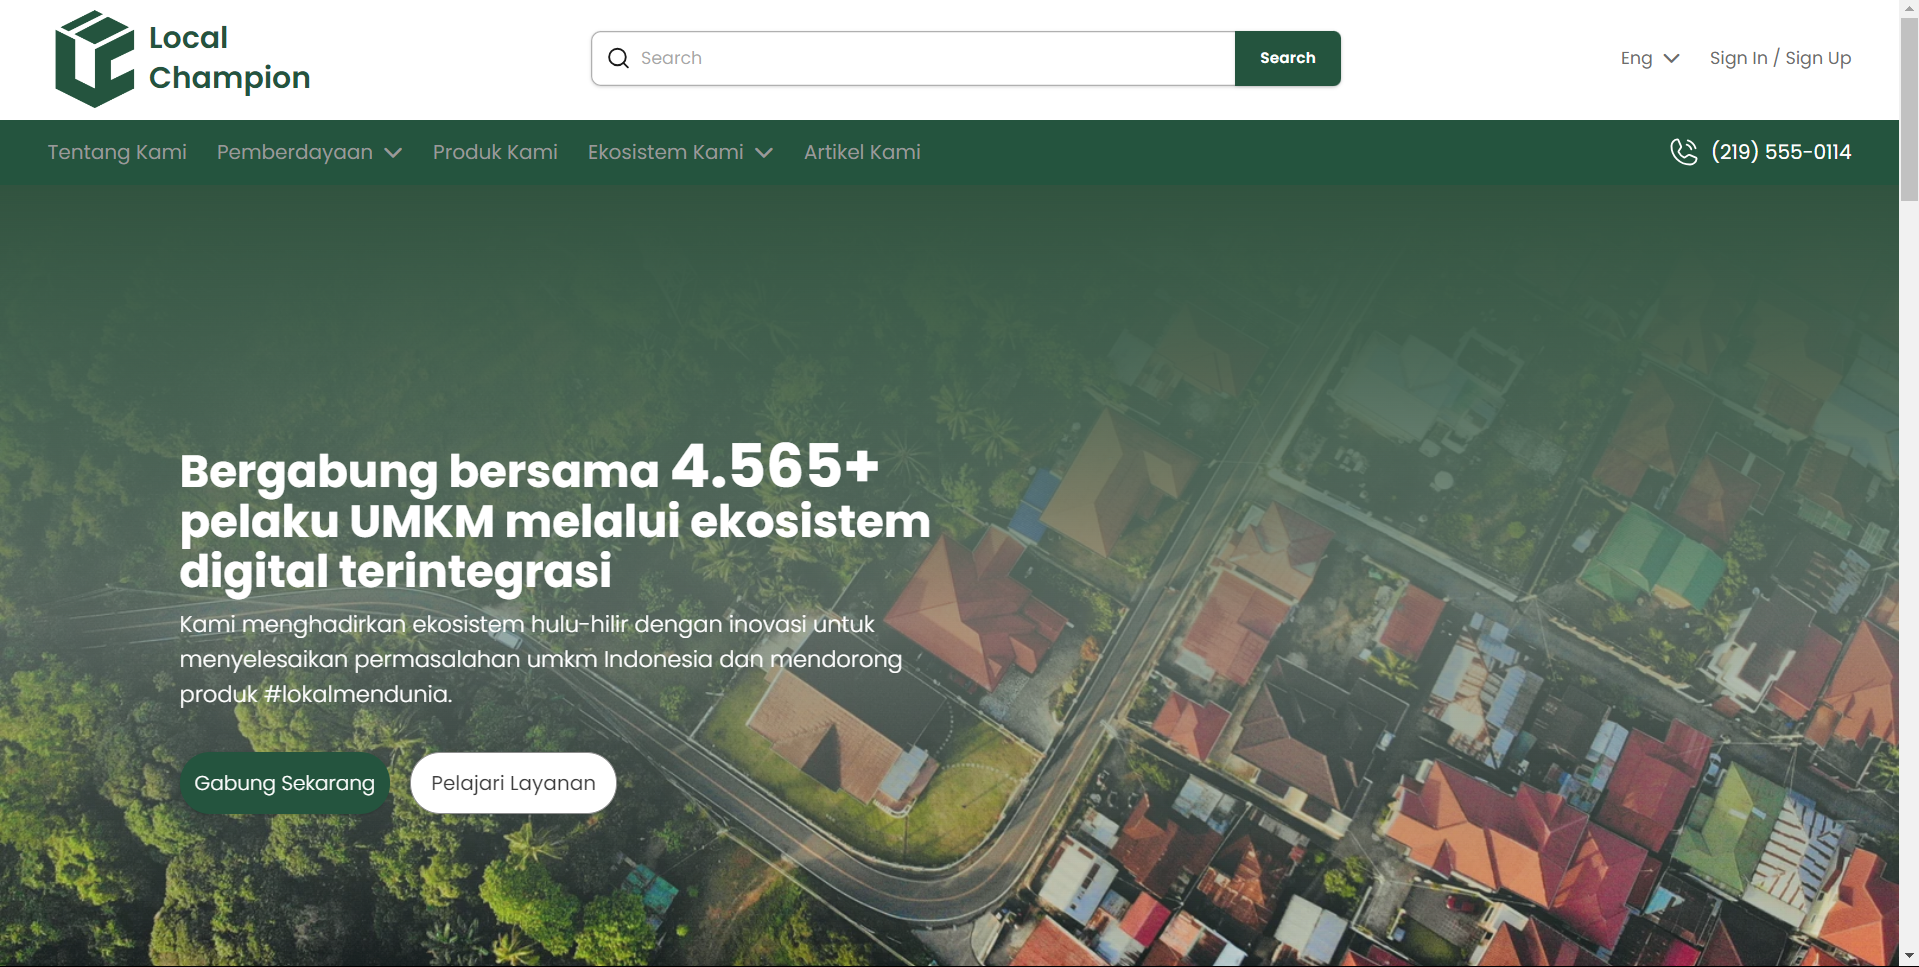 Local
Champion
Search
Search
Eng
Sign In / Sign Up
Tentang Kami
Pemberdayaan
Produk Kami
Ekosistem Kami
Artikel Kami
(219) 555-0114
Bergabung bersama 4.565+
pelaku UMKM melalui ekosistem
digital terintegrasi
Kami menghadirkan ekosistem hulu-hilir dengan inovasi untuk
menyelesaikan permasalahan umkm Indonesia dan mendorong
produk #lokalmendunia.
Gabung Sekarang
Pelajari Layanan